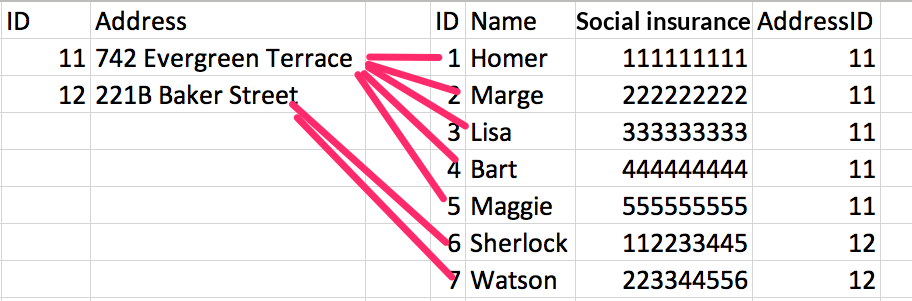 ID Address ID Name Social insurance AddressID
11 742 Evergreen Terrace 1 Homer 111111111 11
12 221B Baker Street 2 Marge 222222222 11
3 Lisa 333333333 11
4 Bart 444444444 11
5 Maggie 555555555 11
6 Sherlock 112233445 12
7 Watson 223344556 12